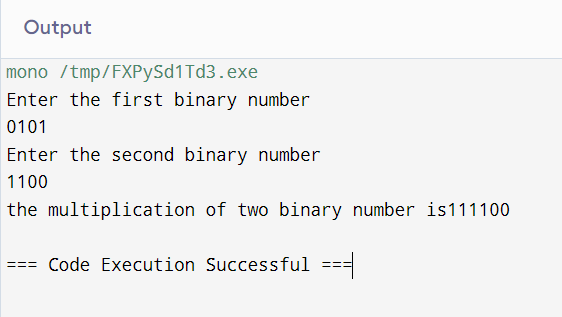 Output
mono /tmp/FXPySd1Td3.exe
Enter the first binary number
0101
Enter the second binary number
1100
the multiplication of two binary number is111100
=== Code Execution Successful ===